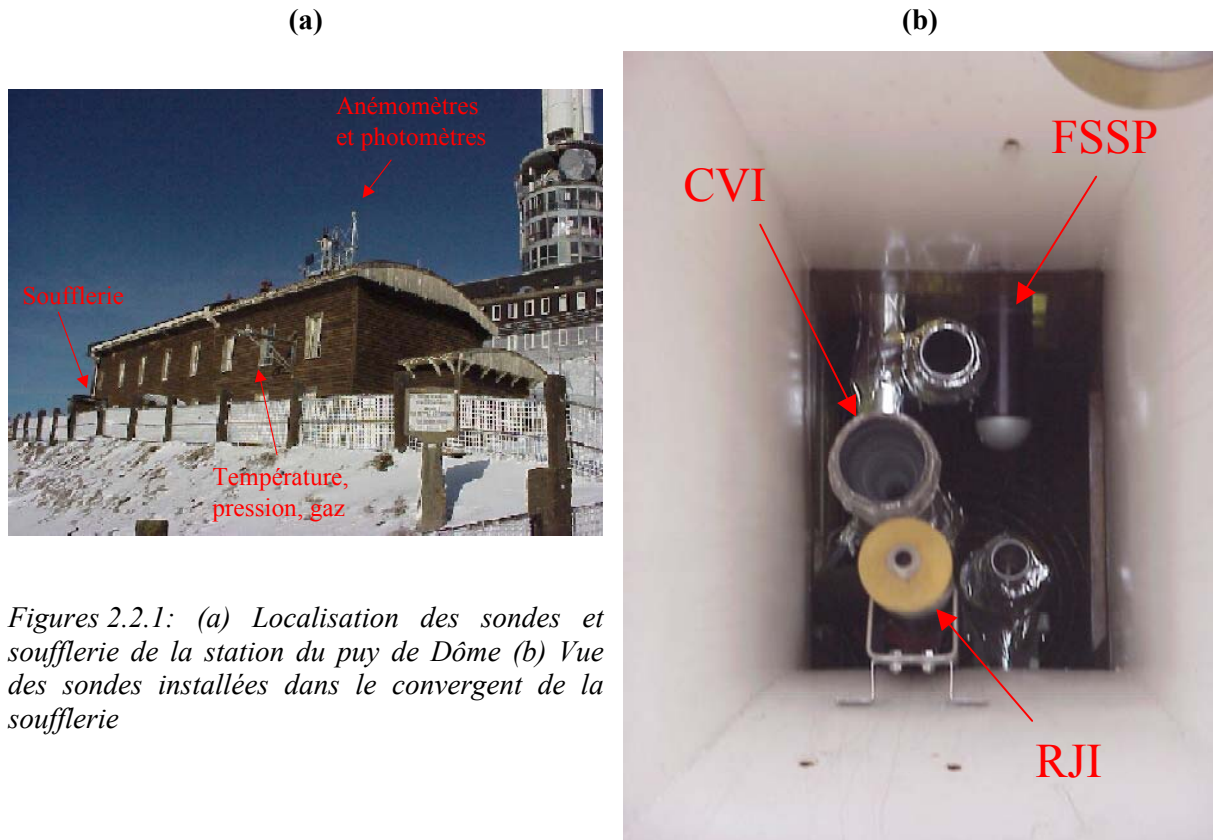 (a)
(b)
Anémomètres
et photomètres
Soufflerie
Température,
pression, gaz
FSSP
CVI
RJI
Figures 2.2.1: (a) Localisation des sondes et
soufflerie de la station du puy de Dôme (b) Vue
des sondes installées dans le convergent de la
soufflerie